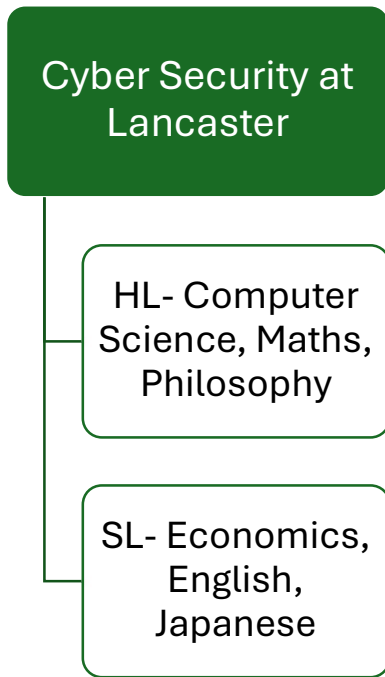 Cyber Security at
Lancaster
HL- Computer
Science, Maths,
Philosophy
SL- Economics,
English,
Japanese